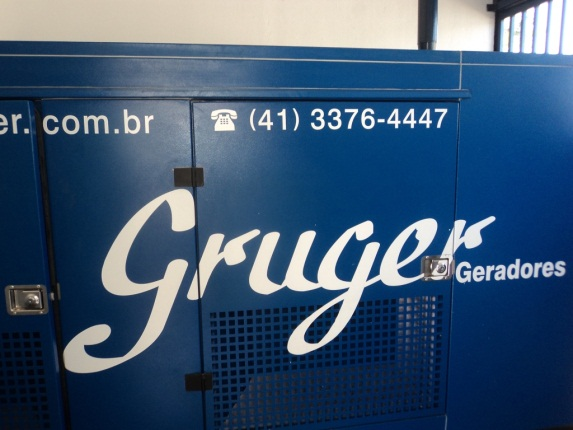 er.com.br
☎ (41) 3376-4447
Gruger
Geradores